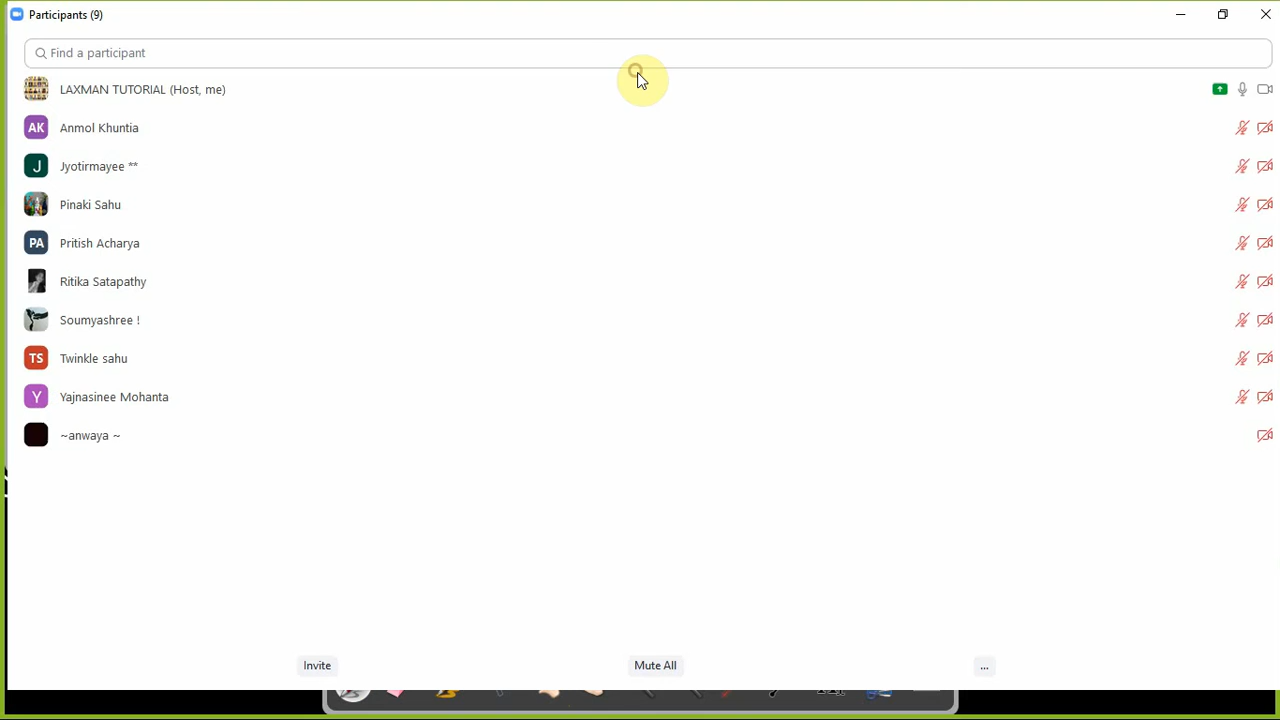 Participants (9)
Find a participant
LAXMAN TUTORIAL (Host, me)
AK Anmol Khuntia
J Jyotirmayee **
Pinaki Sahu
PA Pritish Acharya
Ritika Satapathy
Soumyashree !
TS Twinkle sahu
Y Yajnasinee Mohanta
~anwaya ~
Invite Mute All ...